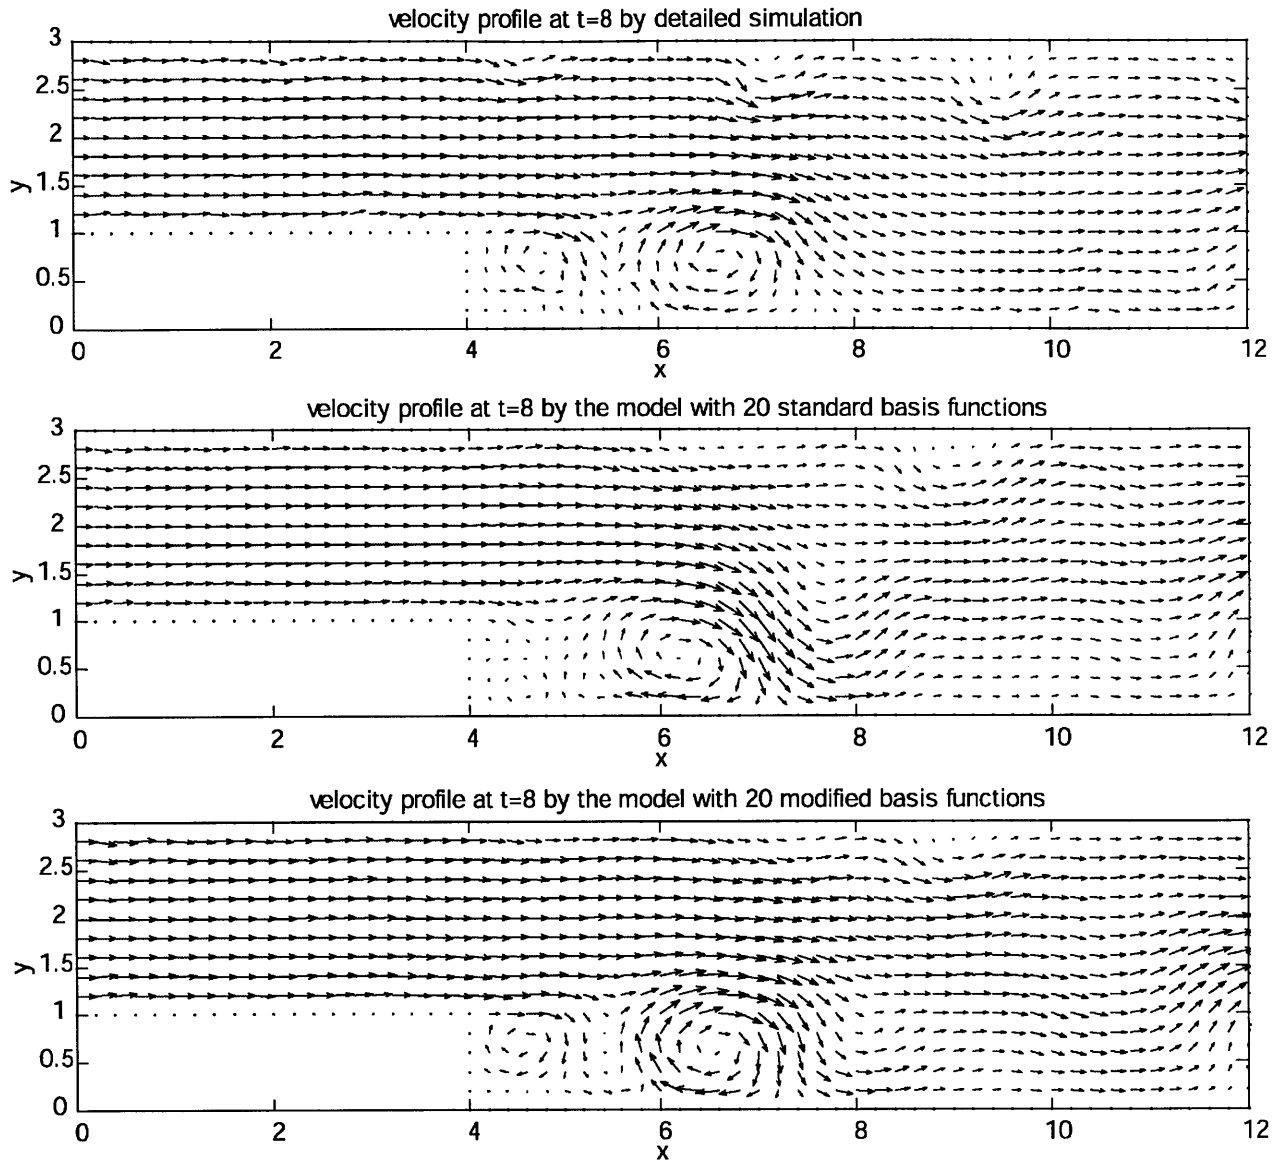 velocity profile at t=8 by detailed simulation
3
2.5
2
1.5
1
0.5
0
y
0 2 4 6 8 10 12
x
velocity profile at t=8 by the model with 20 standard basis functions
3
2.5
2
1.5
1
0.5
0
y
0 2 4 6 8 10 12
x
velocity profile at t=8 by the model with 20 modified basis functions
3
2.5
2
1.5
1
0.5
0
y
0 2 4 6 8 10 12
x